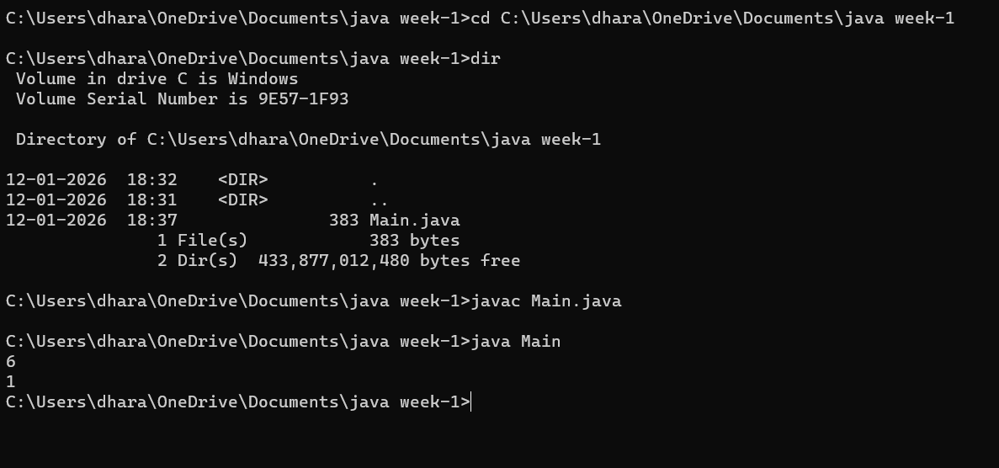 C:\Users\dhara\OneDrive\Documents\java week-1>cd C:\Users\dhara\OneDrive\Documents\java week-1
C:\Users\dhara\OneDrive\Documents\java week-1>dir
 Volume in drive C is Windows
 Volume Serial Number is 9E57-1F93
 Directory of C:\Users\dhara\OneDrive\Documents\java week-1
12-01-2026  18:32    <DIR>          .
12-01-2026  18:31    <DIR>          ..
12-01-2026  18:37               383 Main.java
               1 File(s)            383 bytes
               2 Dir(s)  433,877,012,480 bytes free
C:\Users\dhara\OneDrive\Documents\java week-1>javac Main.java
C:\Users\dhara\OneDrive\Documents\java week-1>java Main
6
1
C:\Users\dhara\OneDrive\Documents\java week-1>